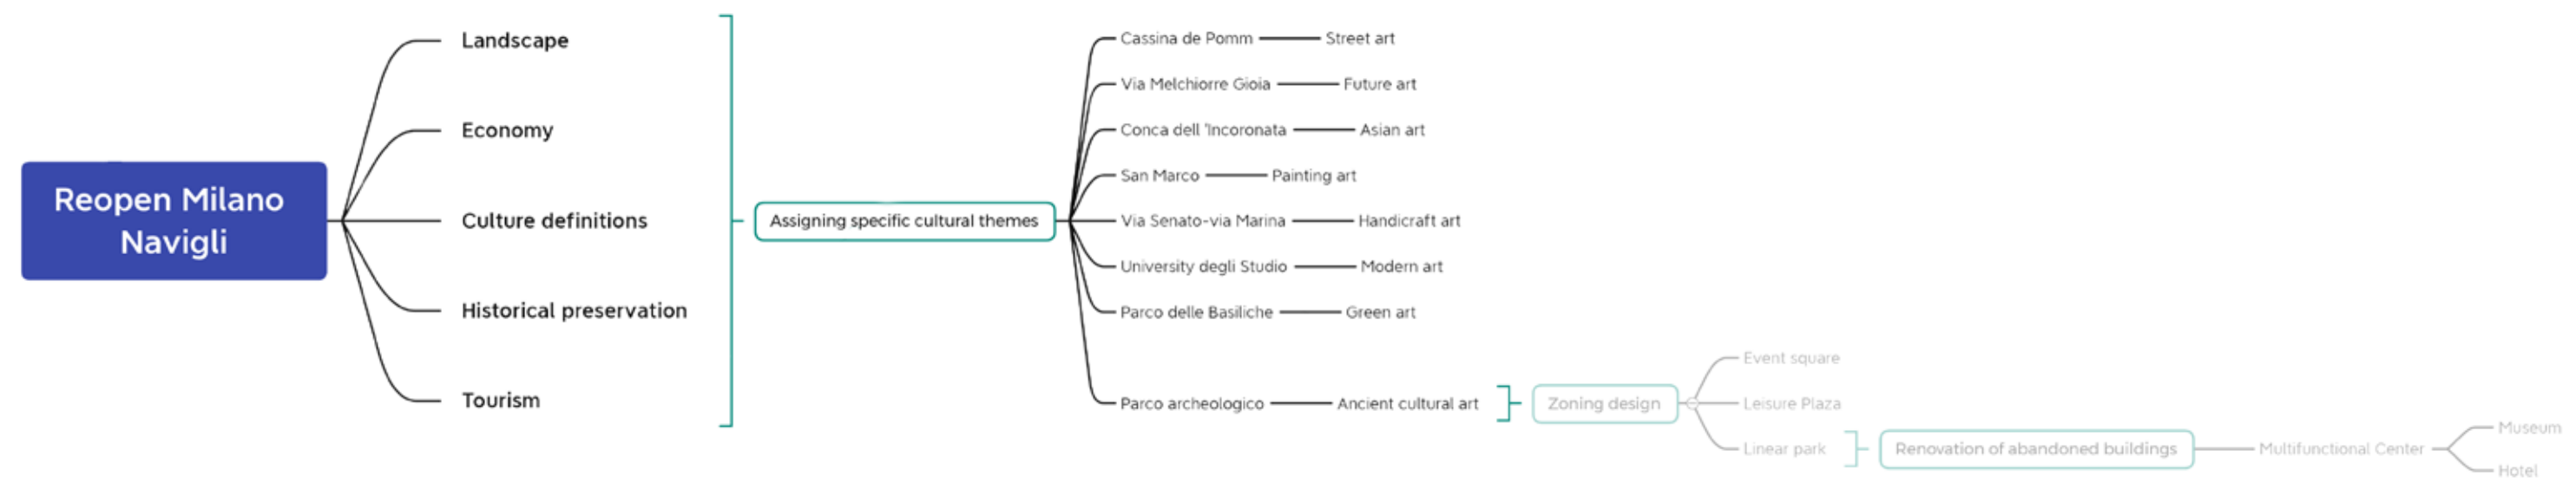 Reopen Milano
Navigli
Landscape
Economy
Culture definitions
Historical preservation
Tourism
Assigning specific cultural themes
Cassina de Pomm
Street art
Via Melchiorre Gioia
Future art
Conca dell 'Incoronata
Asian art
San Marco
Painting art
Via Senato-via Marina
Handicraft art
University degli Studio
Modern art
Parco delle Basiliche
Green art
Parco archeologico
Ancient cultural art
Zoning design
Event square
Leisure Plaza
Linear park
Renovation of abandoned buildings
Multifunctional Center
Museum
Hotel